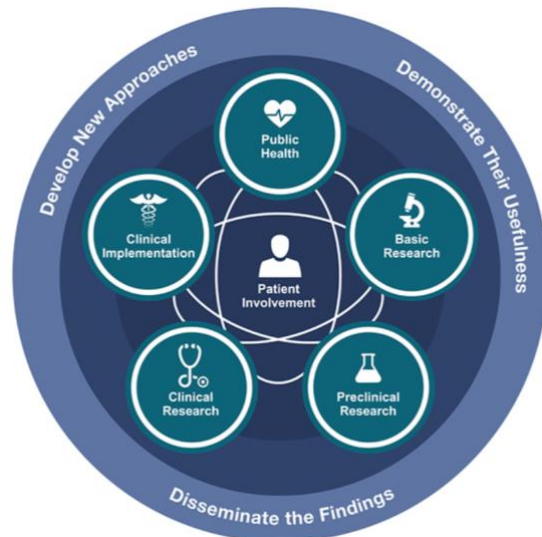 Develop New Approaches
Demonstrate Their Usefulness
Public
Health
Clinical
Implementation
Basic
Research
Patient
Involvement
Clinical
Research
Preclinical
Research
Disseminate the Findings